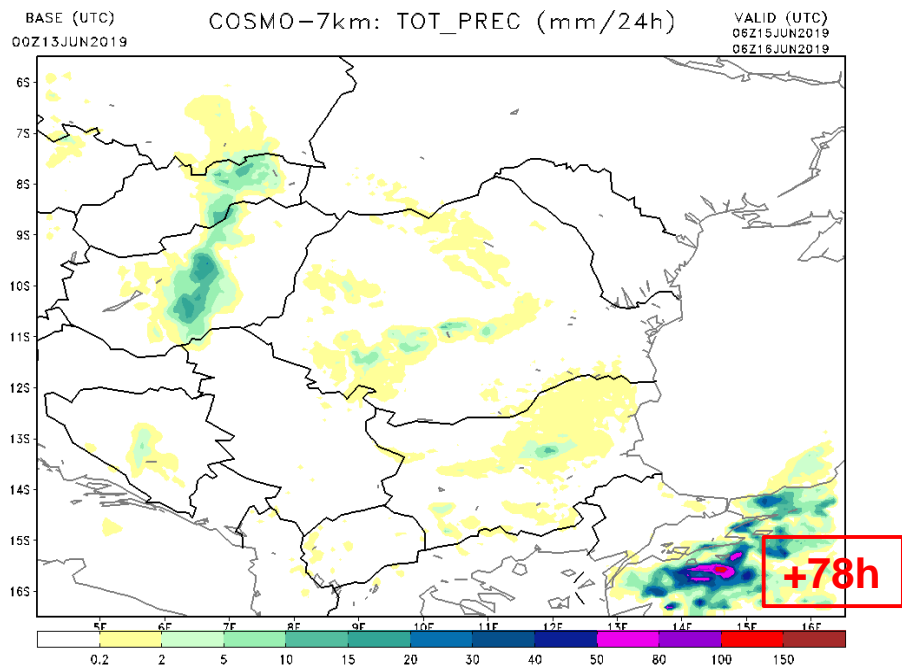 BASE (UTC)
00Z13JUN2019
COSMO-7km: TOT_PREC (mm/24h)
VALID (UTC)
06Z15JUN2019
06Z16JUN2019
6S
7S
8S
9S
10S
11S
12S
13S
14S
15S
16S
+78h
5E 6E 7E 8E 9E 10E 11E 12E 13E 14E 15E 16E
0.2 2 5 10 15 20 30 40 50 80 100 150